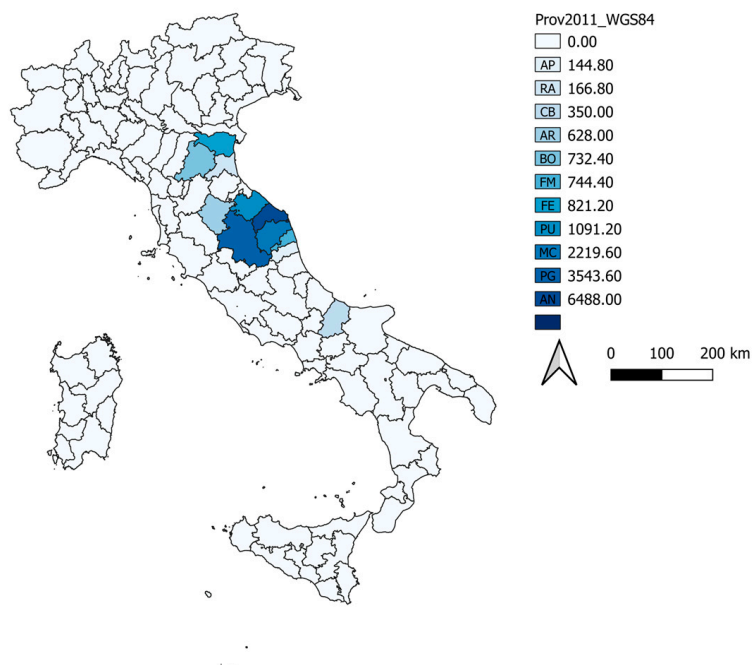 Prov2011_WGS84
0.00
AP 144.80
RA 166.80
CB 350.00
AR 628.00
BO 732.40
FM 744.40
FE 821.20
PU 1091.20
MC 2219.60
PG 3543.60
AN 6488.00
0 100 200 km